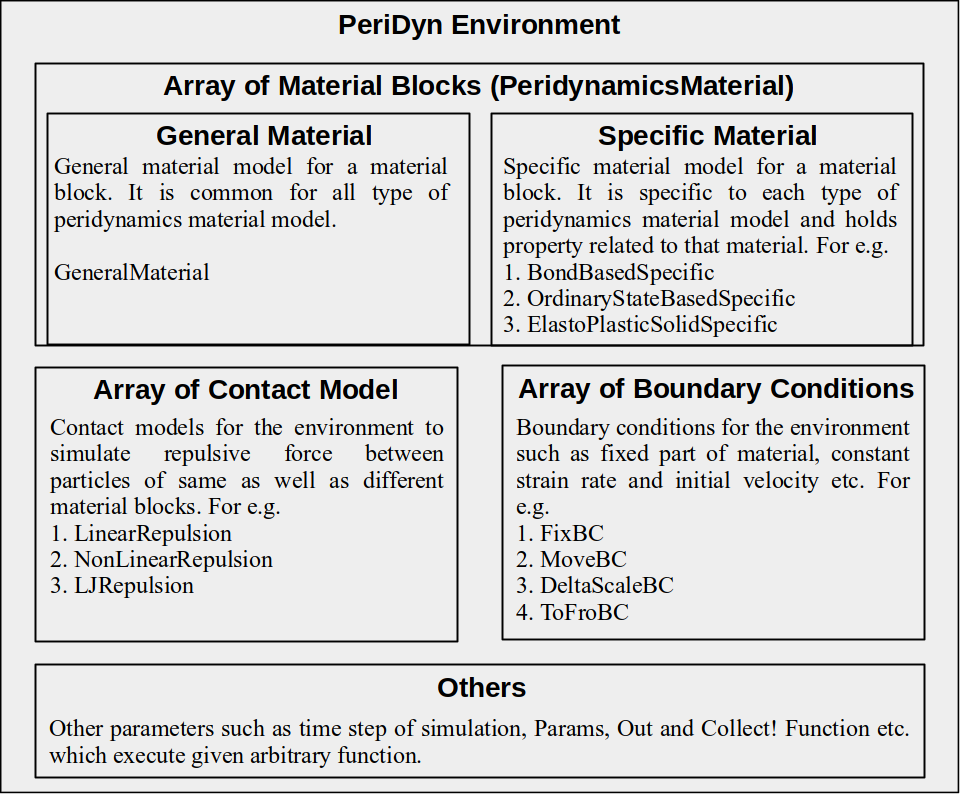 PeriDyn Environment
Array of Material Blocks (PeridynamicsMaterial)
General Material
General material model for a material
block. It is common for all type of
peridynamics material model.
GeneralMaterial
Specific Material
Specific material model for a material
block. It is specific to each type of
peridynamics material model and holds
property related to that material. For e.g.
1. BondBasedSpecific
2. OrdinaryStateBasedSpecific
3. ElastoPlasticSolidSpecific
Array of Contact Model
Contact models for the environment to
simulate repulsive force between
particles of same as well as different
material blocks. For e.g.
1. LinearRepulsion
2. NonLinearRepulsion
3. LJRepulsion
Array of Boundary Conditions
Boundary conditions for the environment
such as fixed part of material, constant
strain rate and initial velocity etc. For
e.g.
1. FixBC
2. MoveBC
3. DeltaScaleBC
4. ToFroBC
Others
Other parameters such as time step of simulation, Params, Out and Collect! Function etc.
which execute given arbitrary function.